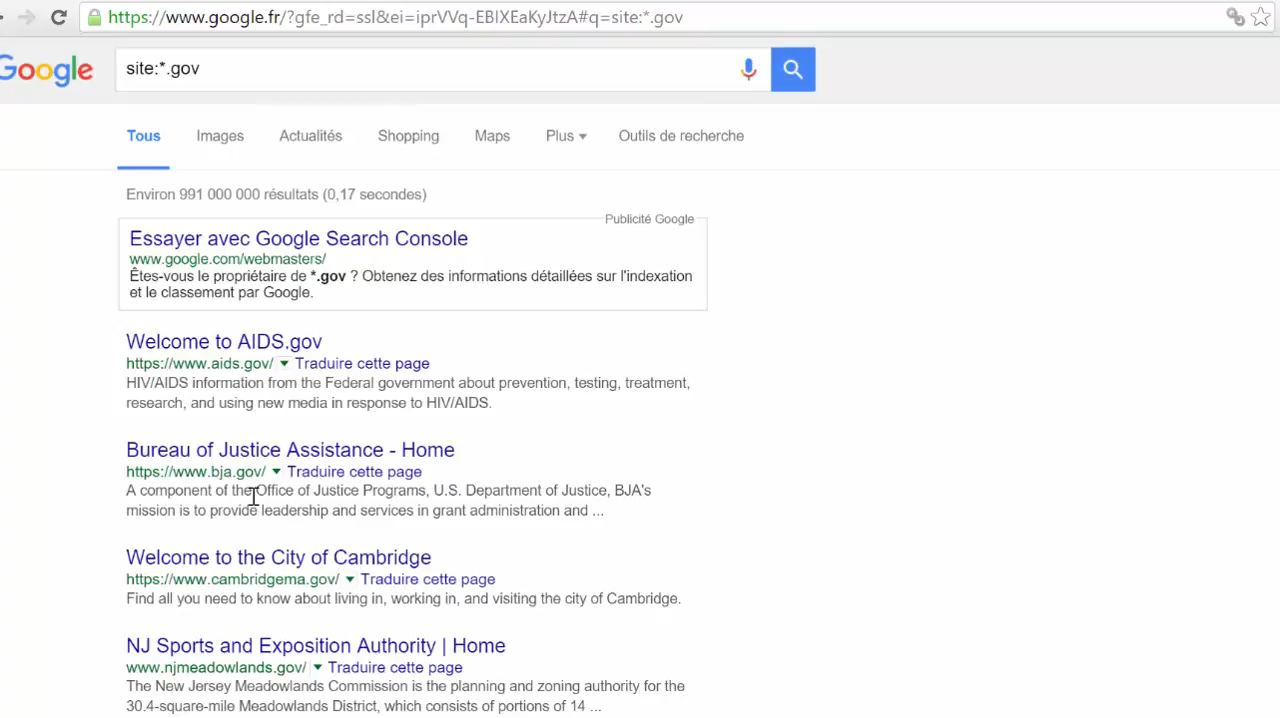 https://www.google.fr/?gfe_rd=ssl&ei=iprVVq-EBIXEaKyJtzA#q=site:*.gov
Google
site:*.gov
Tous Images Actualités Shopping Maps Plus Outils de recherche
Environ 991 000 000 résultats (0,17 secondes)
Publicité Google
Essayer avec Google Search Console
www.google.com/webmasters/
Êtes-vous le propriétaire de *.gov ? Obtenez des informations détaillées sur l'indexation
et le classement par Google.
Welcome to AIDS.gov
https://www.aids.gov/ Traduire cette page
HIV/AIDS information from the Federal government about prevention, testing, treatment,
research, and using new media in response to HIV/AIDS.
Bureau of Justice Assistance - Home
https://www.bja.gov/ Traduire cette page
A component of the Office of Justice Programs, U.S. Department of Justice, BJA's
mission is to provide leadership and services in grant administration and ...
Welcome to the City of Cambridge
https://www.cambridgema.gov/ Traduire cette page
Find all you need to know about living in, working in, and visiting the city of Cambridge.
NJ Sports and Exposition Authority | Home
www.njmeadowlands.gov/ Traduire cette page
The New Jersey Meadowlands Commission is the planning and zoning authority for the
30.4-square-mile Meadowlands District, which consists of portions of 14 ...